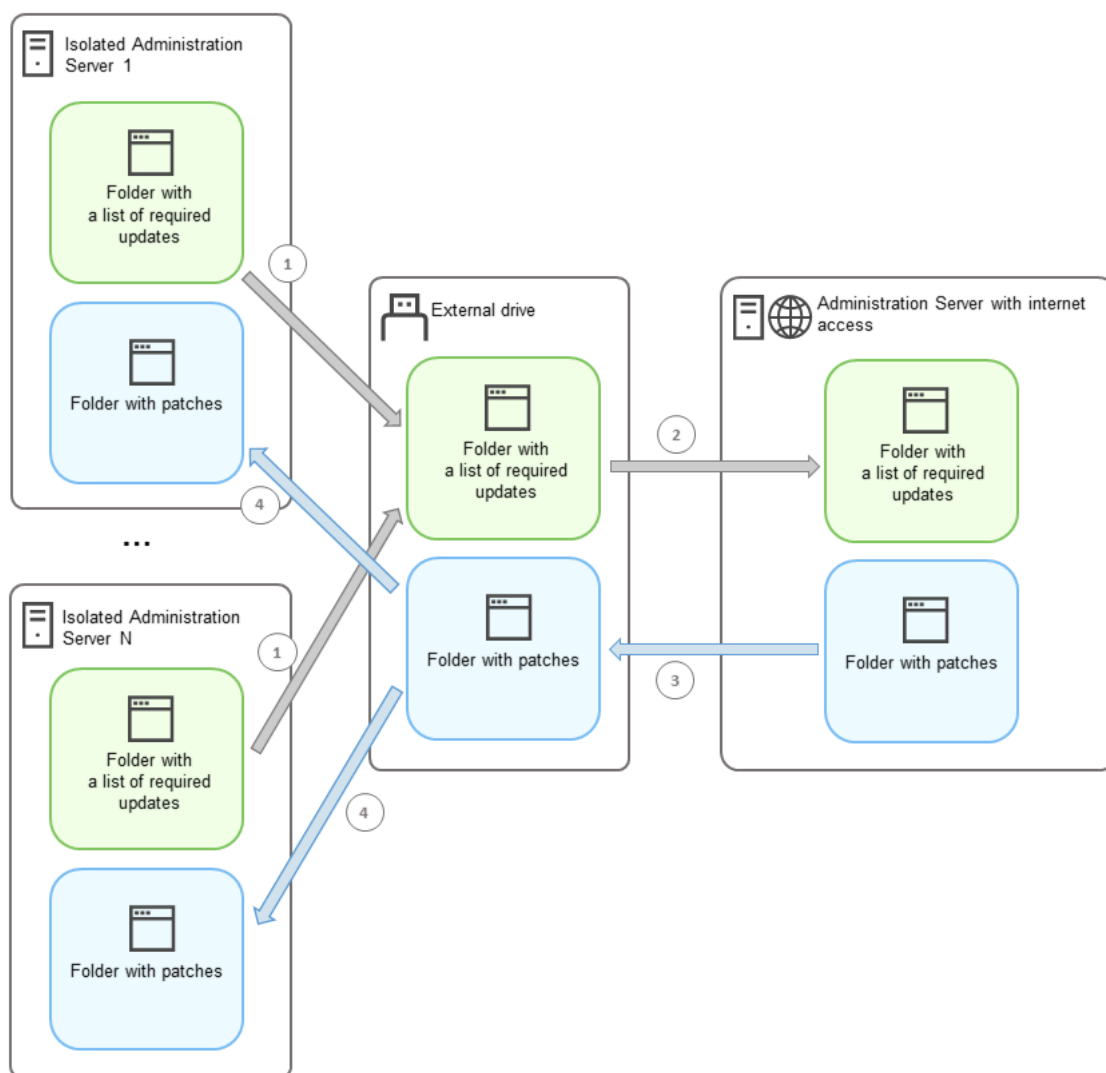 Isolated Administration
Server 1
Folder with
a list of required
updates
1
Folder with patches
4
...
Isolated Administration
Server N
Folder with
a list of required
updates
1
Folder with patches
4
External drive
Folder with
a list of required
updates
2
Folder with patches
3
Administration Server with internet
access
Folder with
a list of required
updates
Folder with patches